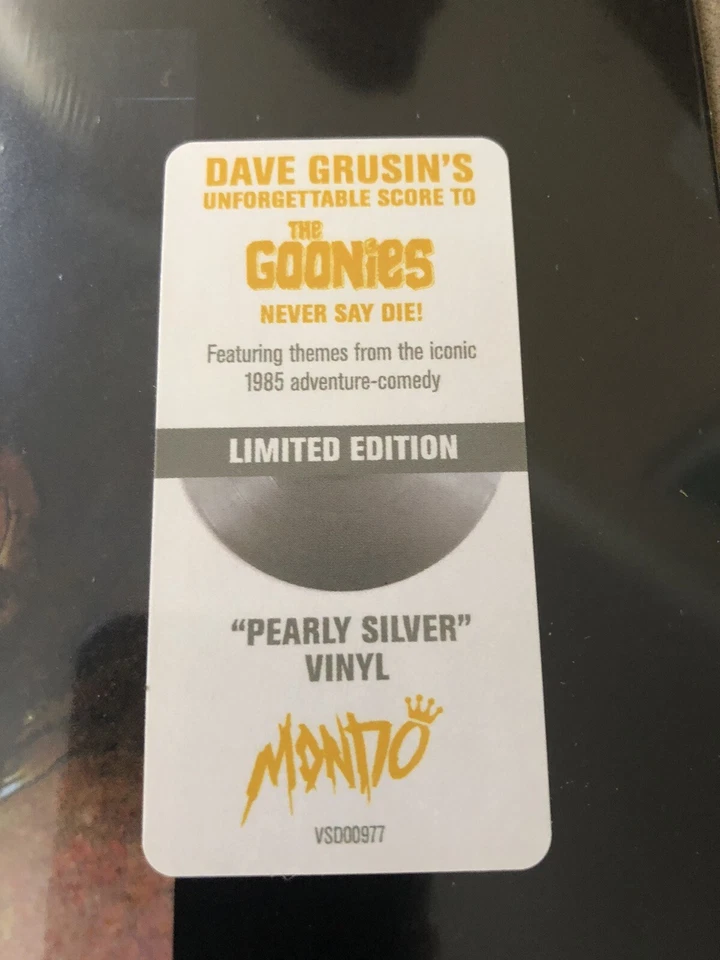 DAVE GRUSIN'S
UNFORGETTABLE SCORE TO
THE
GOONiES
NEVER SAY DIE!
Featuring themes from the iconic
1985 adventure-comedy
LIMITED EDITION
"PEARLY SILVER"
VINYL
MONDO
VSD00977